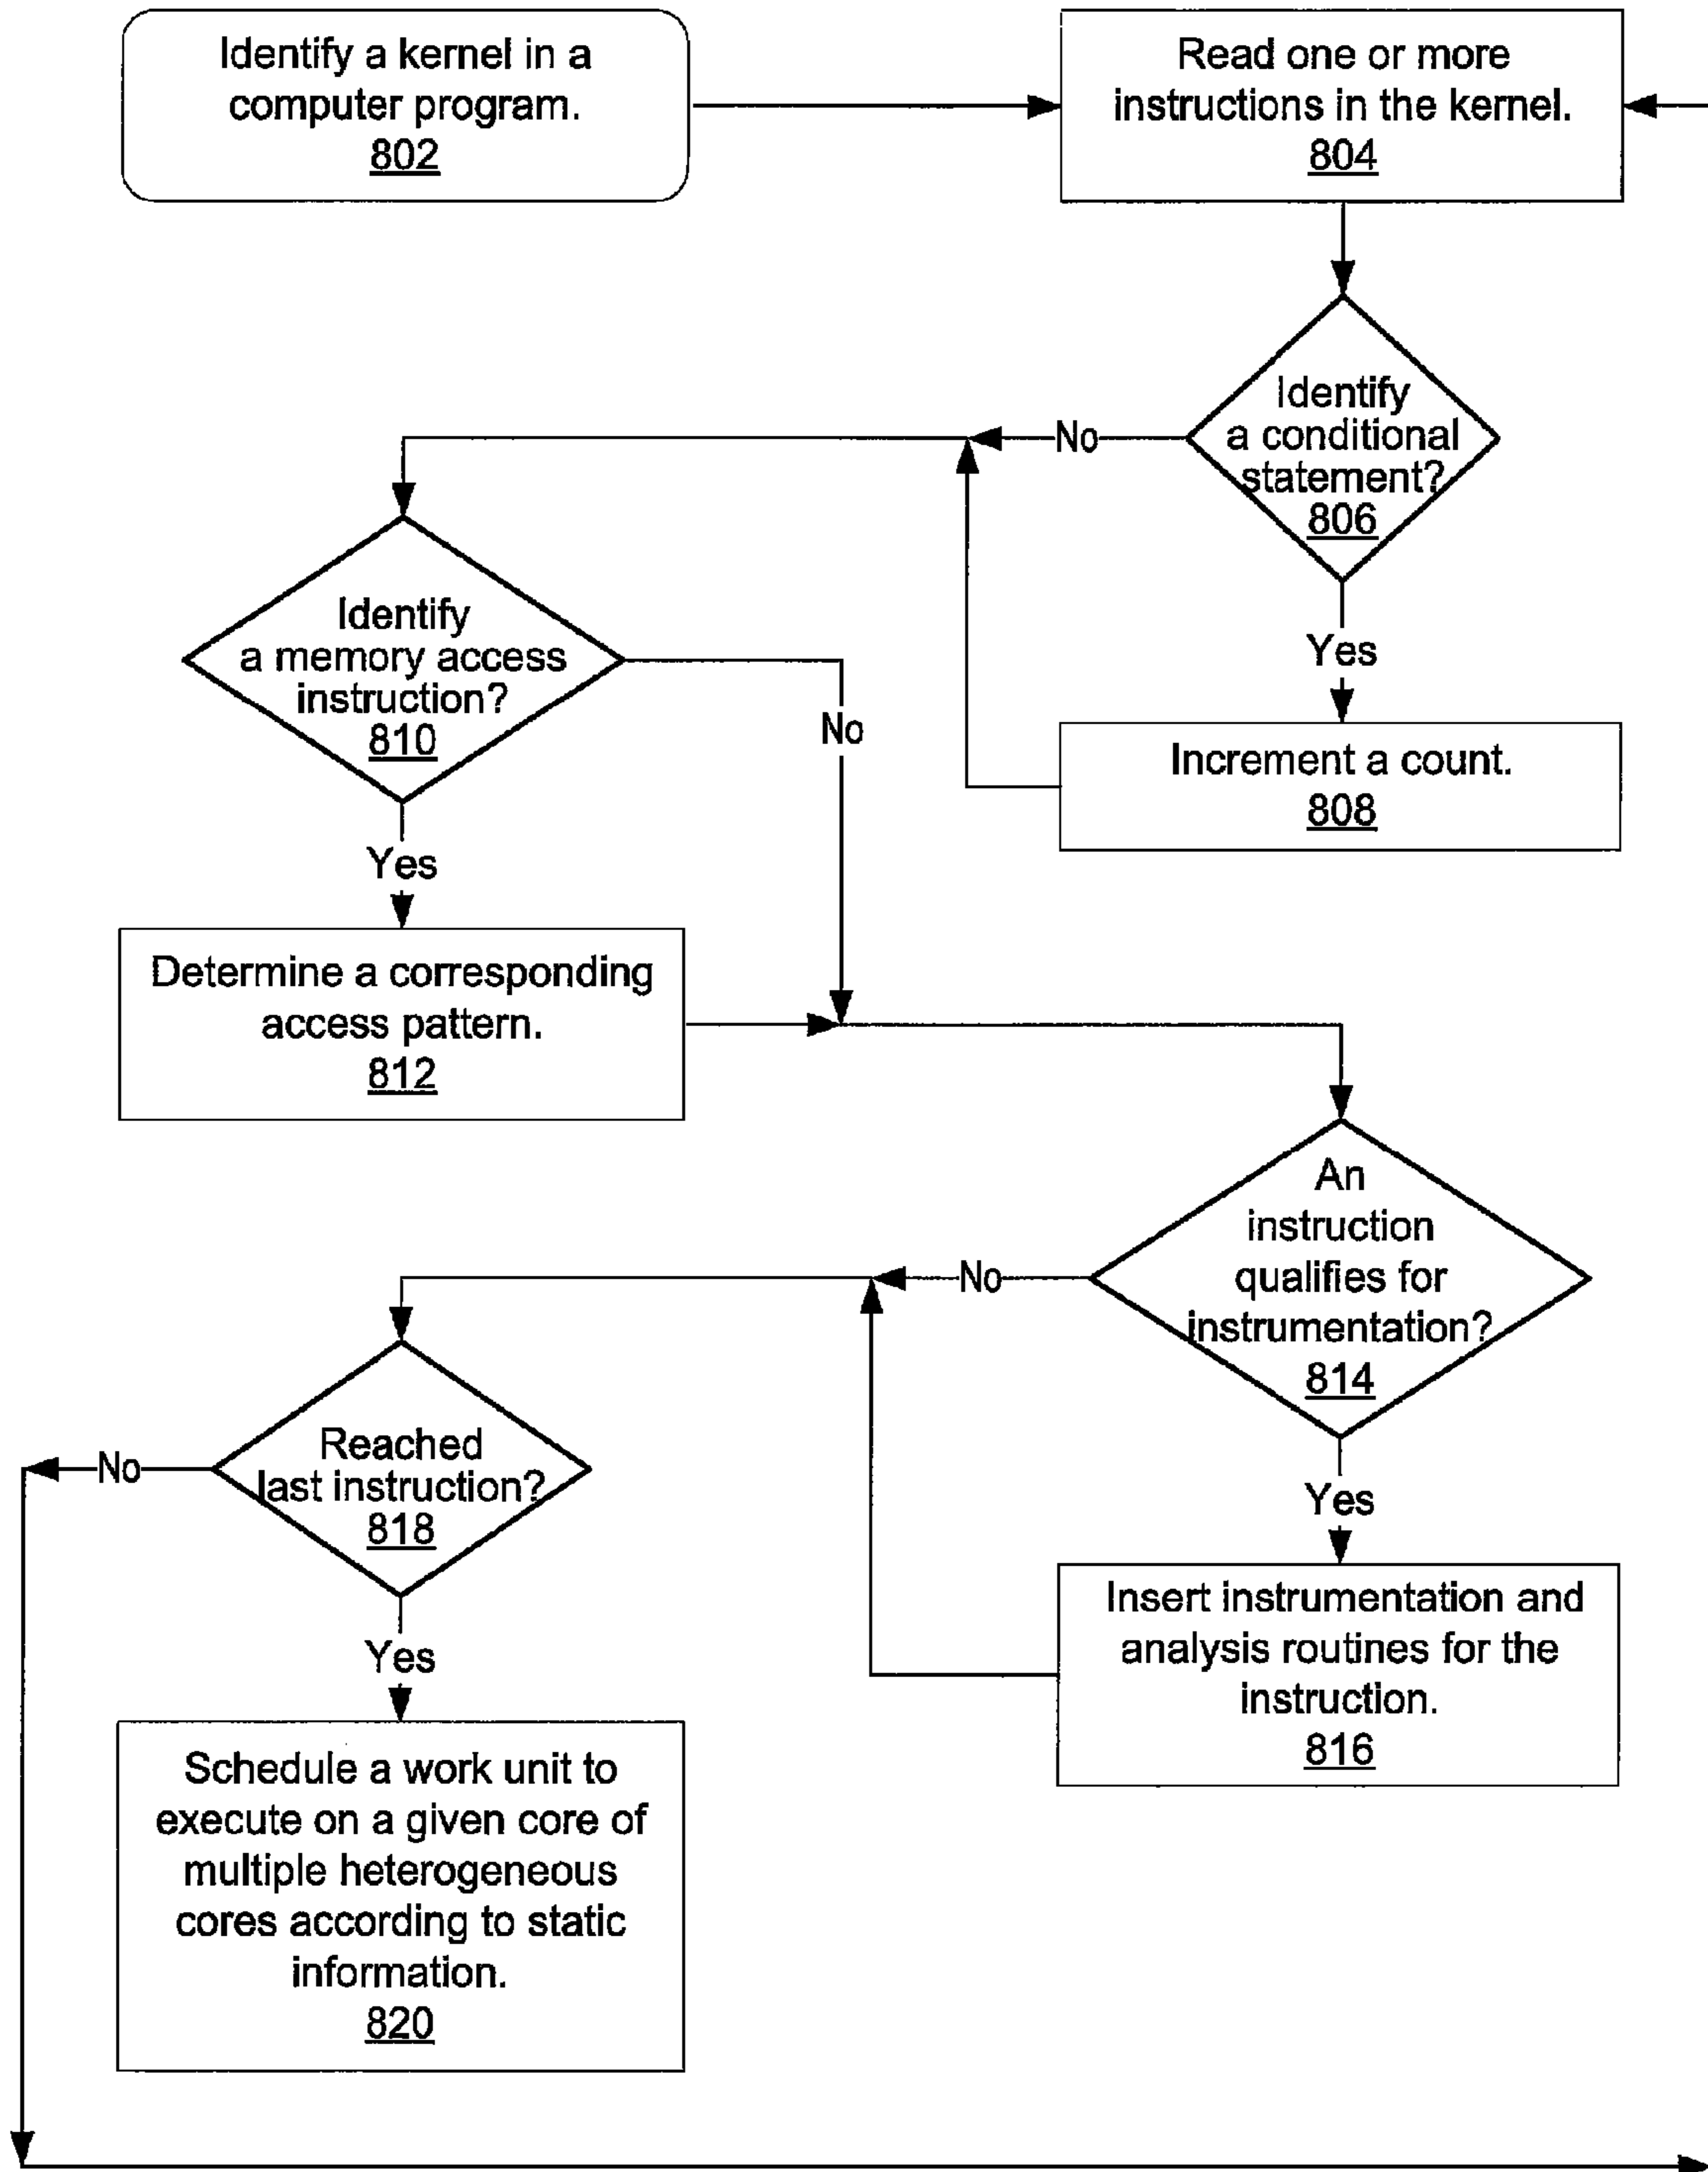 Identify a kernel in a
computer program.
802
Read one or more
instructions in the kernel.
804
Identify
a conditional
statement?
806
No
Yes
Increment a count.
808
Identify
a memory access
instruction?
810
No
Yes
Determine a corresponding
access pattern.
812
An
instruction
qualifies for
instrumentation?
814
No
Yes
Insert instrumentation and
analysis routines for the
instruction.
816
Reached
last instruction?
818
No
Yes
Schedule a work unit to
execute on a given core of
multiple heterogeneous
cores according to static
information.
820